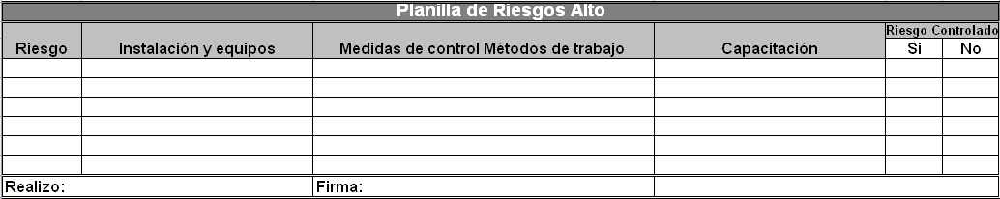 Planilla de Riesgos Alto
Riesgo Instalación y equipos Medidas de control Métodos de trabajo Capacitación Riesgo Controlado
Si No
Realizo: Firma: